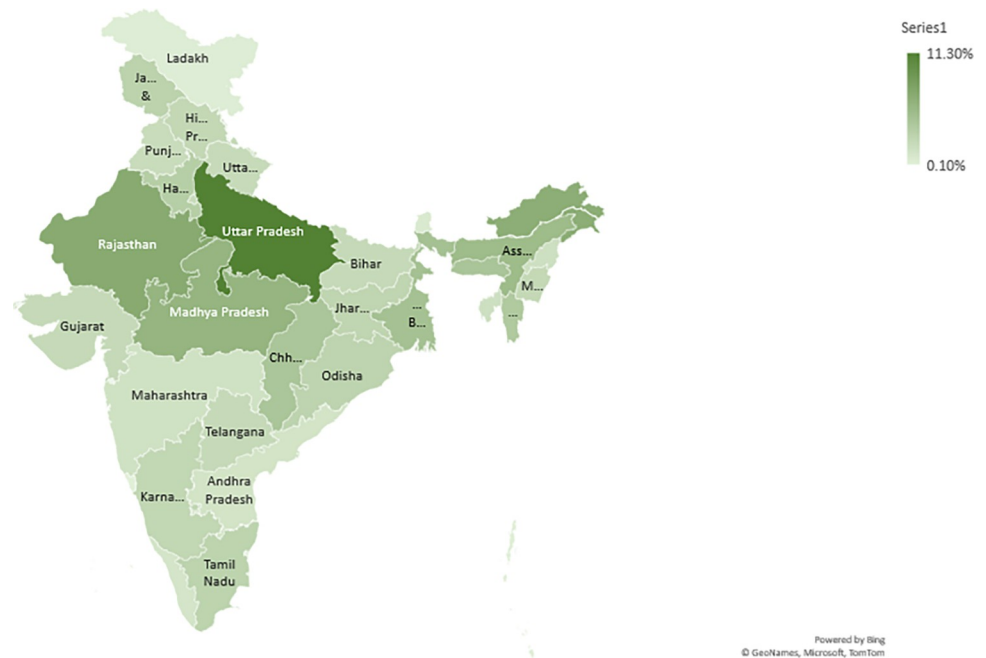 Series1
11.30%
0.10%
Ladakh
Ja...
&
Hi...
Pr...
Punj...
Utta...
Ha...
Uttar Pradesh
Rajasthan
Ass...
Bihar
M...
Jhar...
...
B...
...
Madhya Pradesh
Gujarat
Chh...
Odisha
Maharashtra
Telangana
Andhra
Pradesh
Karna...
Tamil
Nadu
Powered by Bing
© GeoNames, Microsoft, TomTom